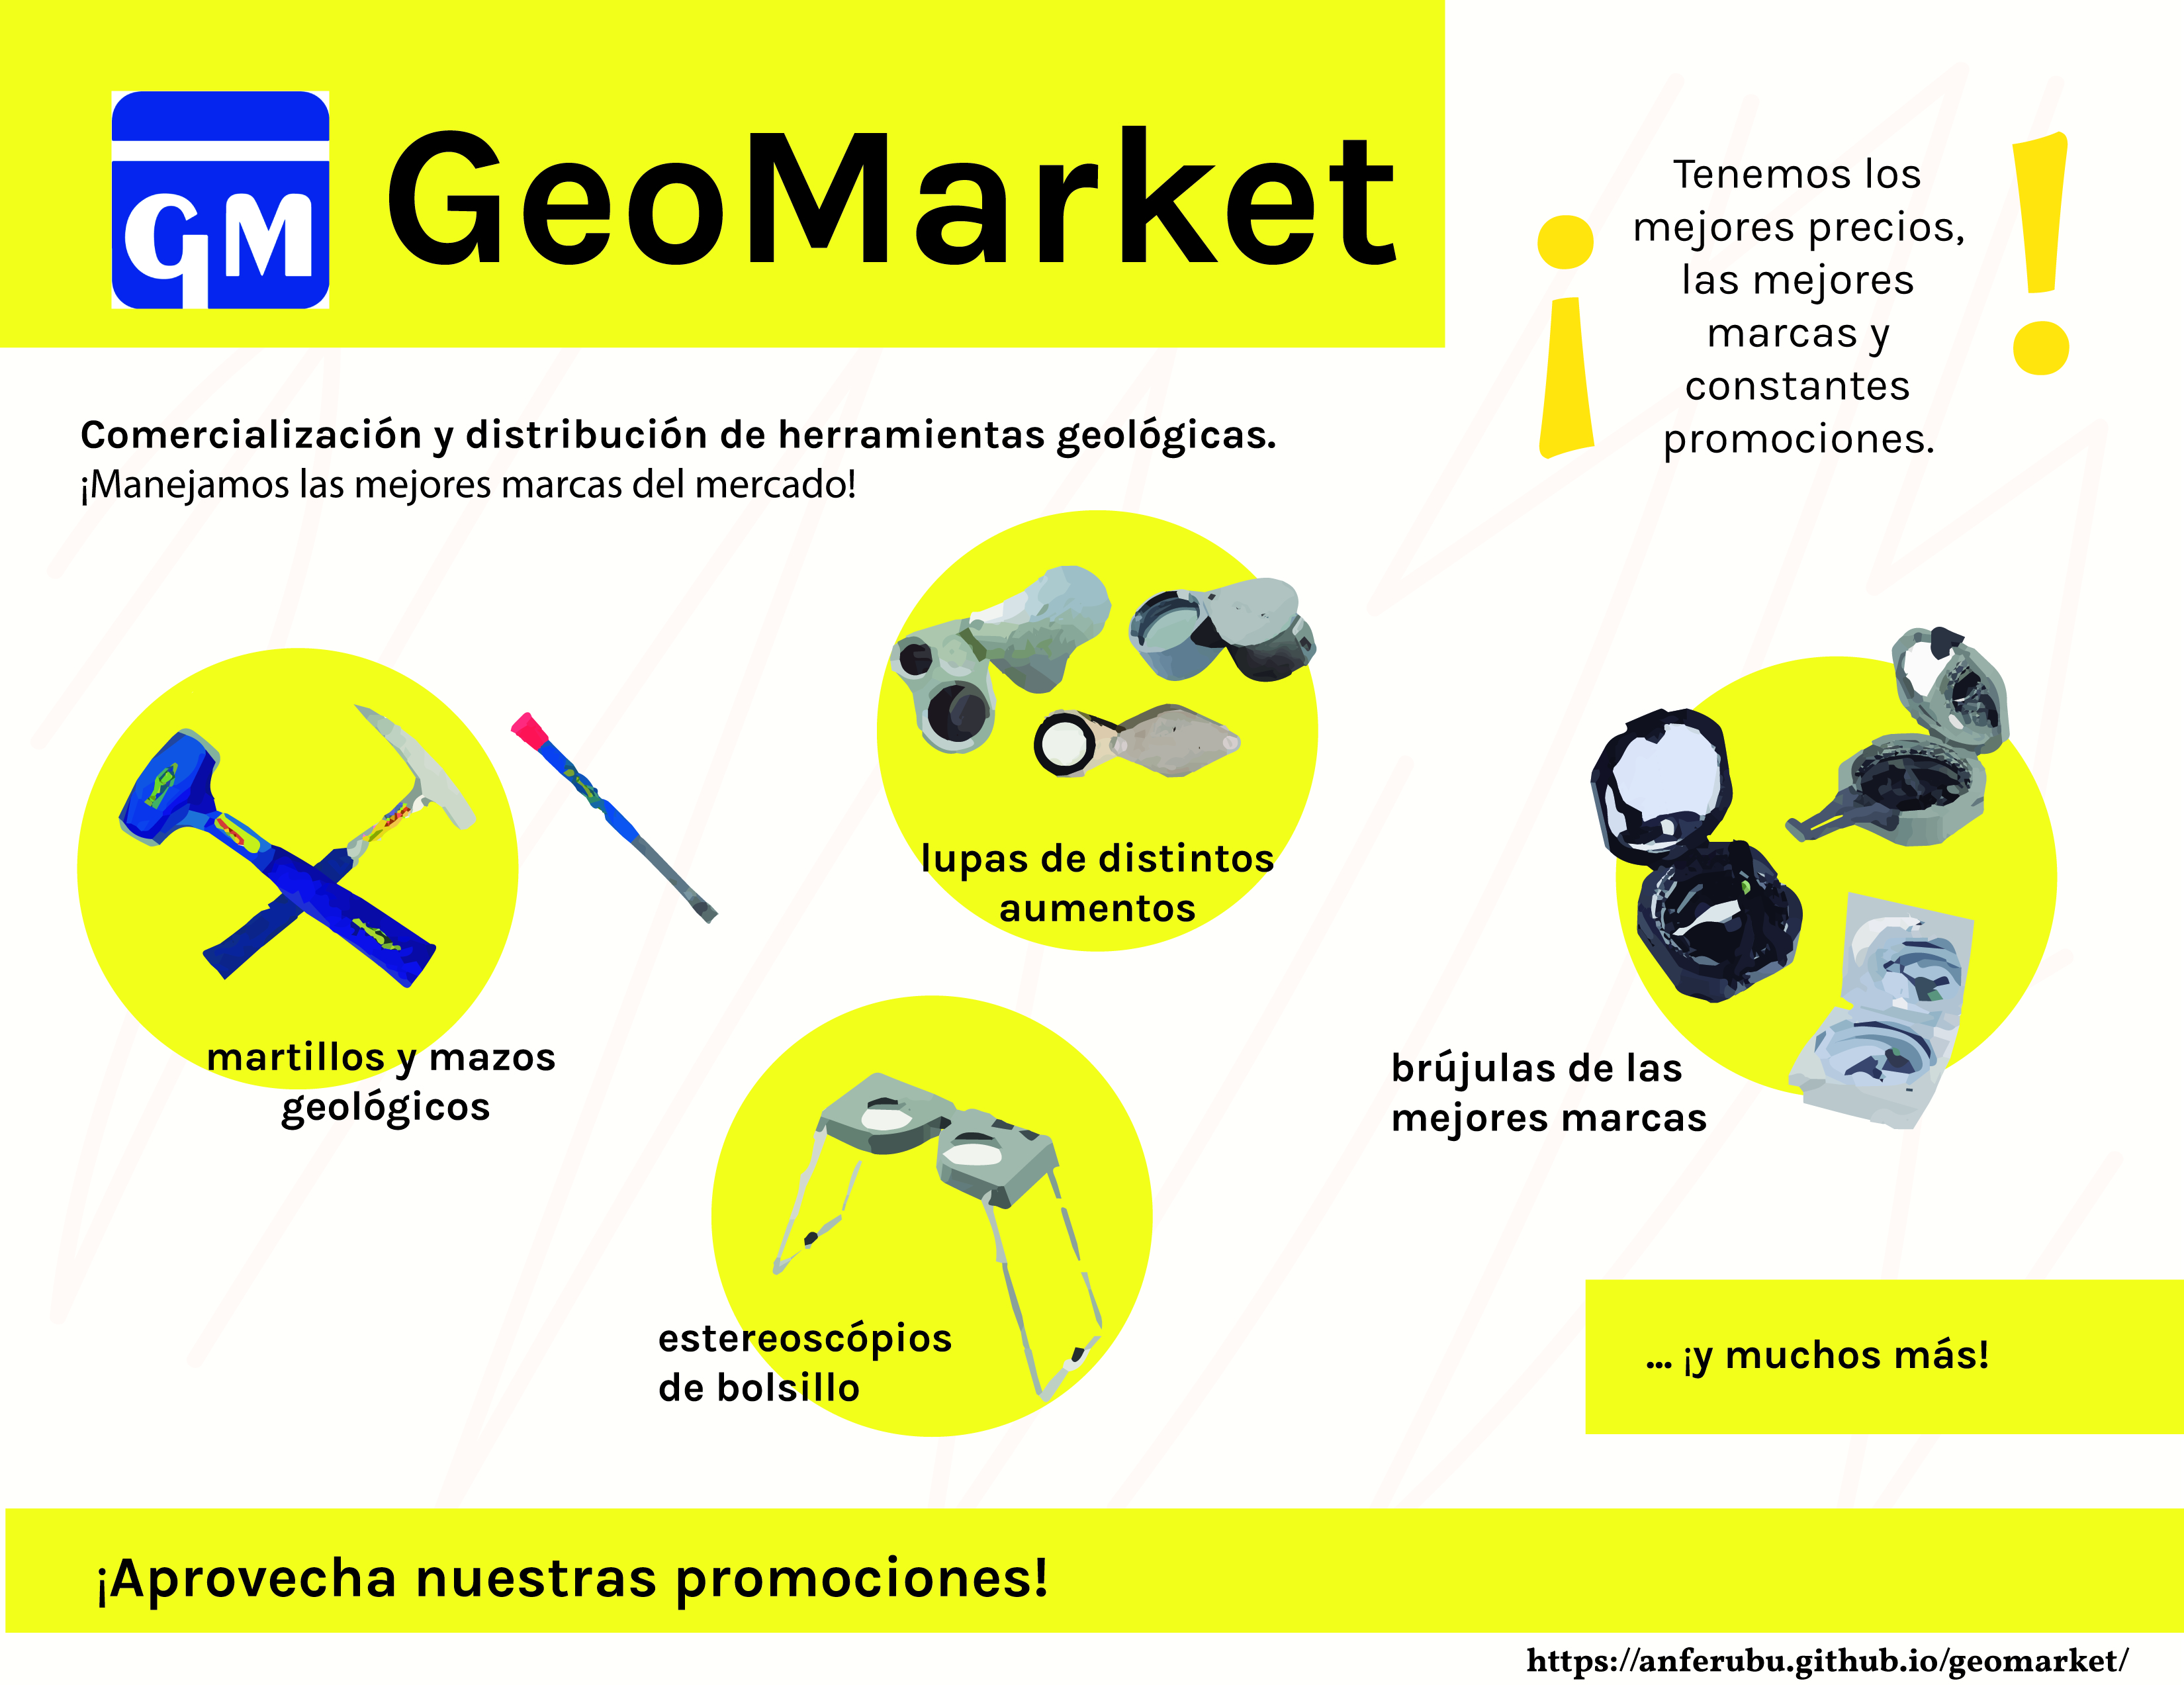 GM
GeoMarket
¡
Tenemos los
mejores precios,
las mejores
marcas y
constantes
promociones.
!
Comercialización y distribución de herramientas geológicas.
¡Manejamos las mejores marcas del mercado!
lupas de distintos
aumentos
martillos y mazos
geológicos
brújulas de las
mejores marcas
estereoscópios
de bolsillo
... ¡y muchos más!
¡Aprovecha nuestras promociones!
https://anferubu.github.io/geomarket/